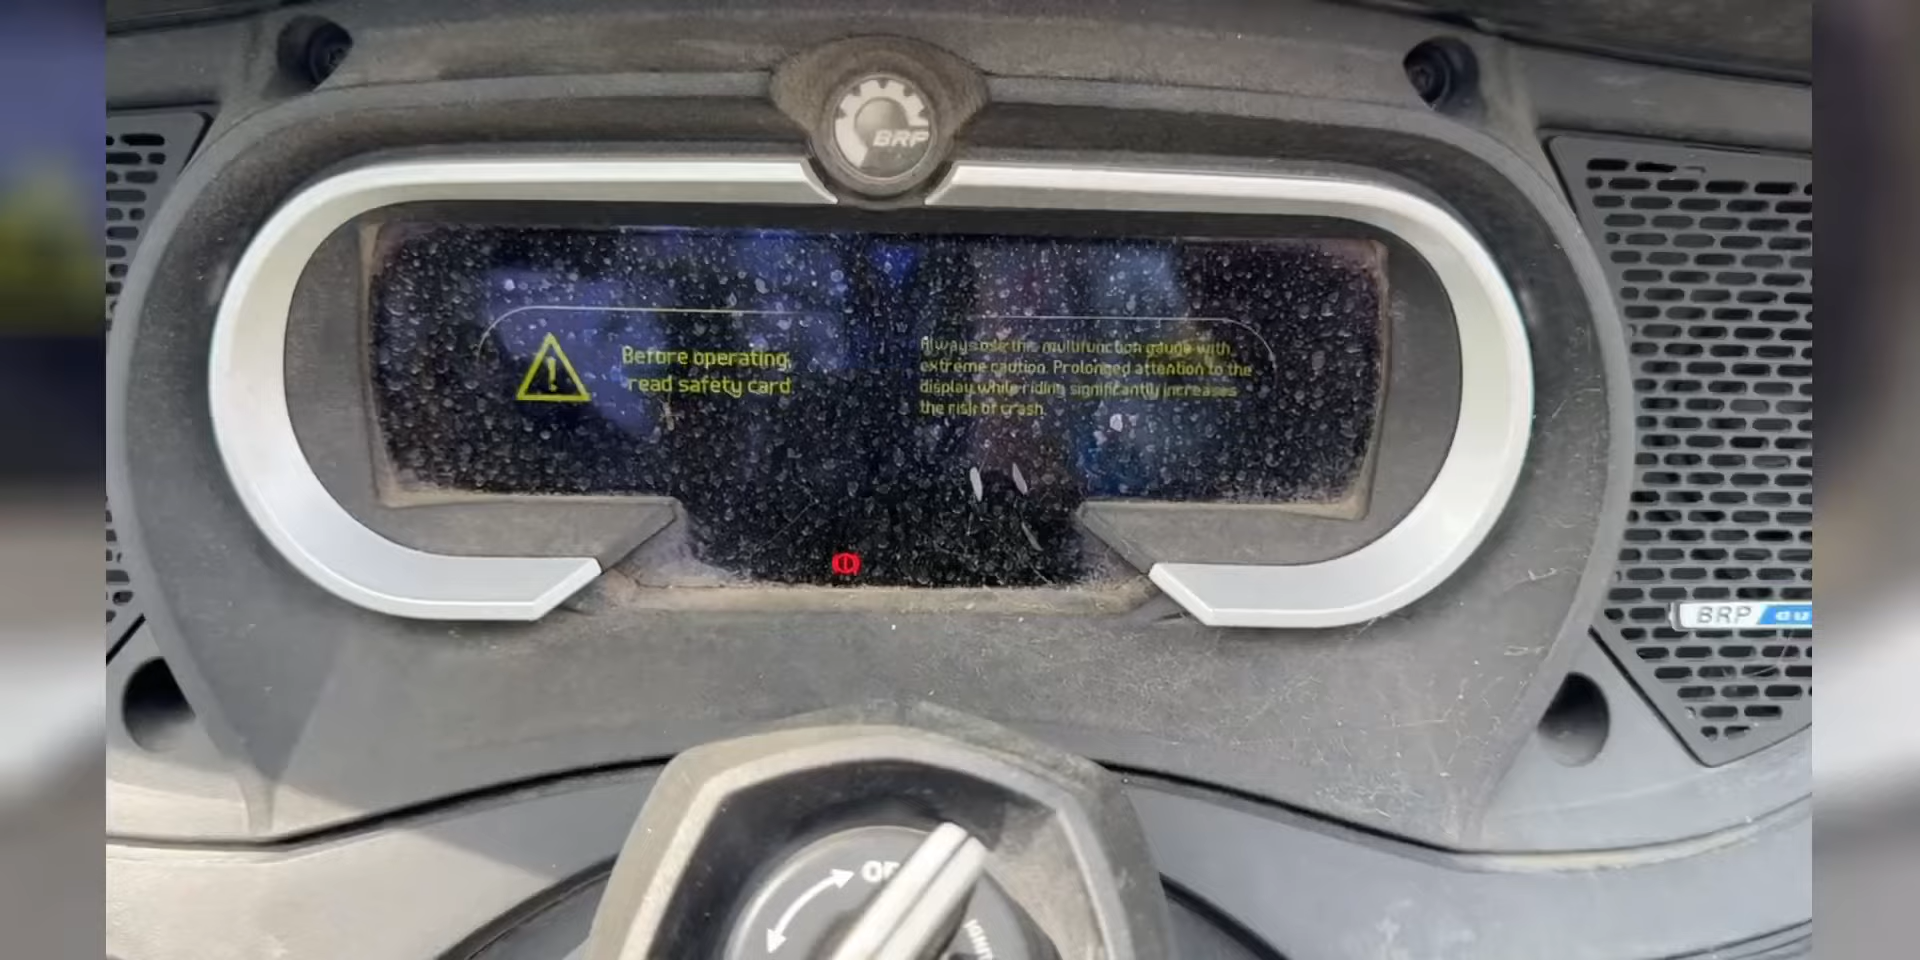 BRP
Before operating,
read safety card.
Always use this multifunction gauge with
extreme caution. Prolonged attention to the
display while riding significantly increases
the risk of crash.
BRP